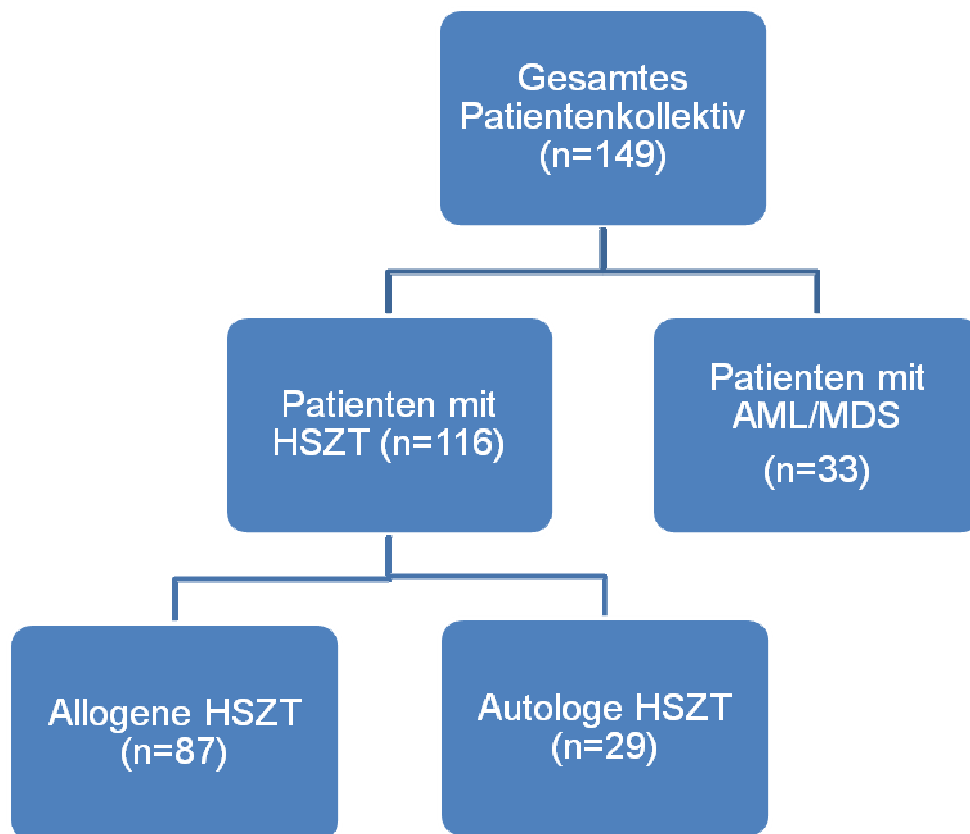 Gesamtes
Patientenkollektiv
(n=149)
Patienten mit
HSZT (n=116)
Patienten mit
AML/MDS
(n=33)
Allogene HSZT
(n=87)
Autologe HSZT
(n=29)